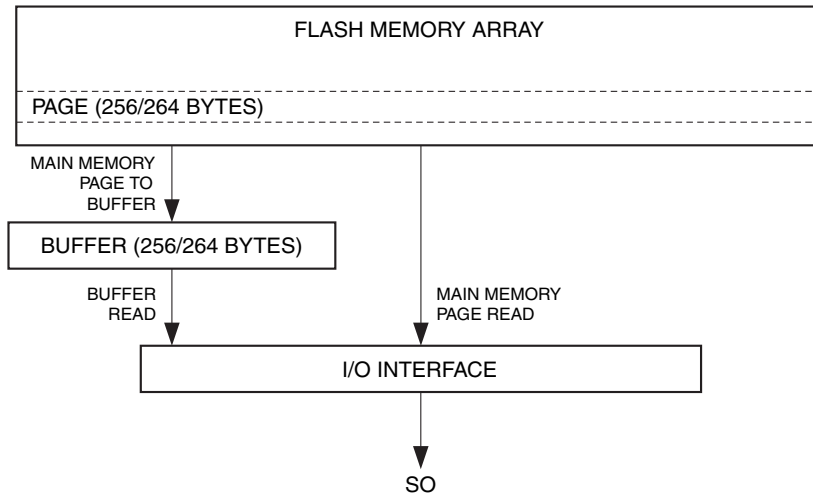 FLASH MEMORY ARRAY
PAGE (256/264 BYTES)
MAIN MEMORY
PAGE TO
BUFFER
BUFFER (256/264 BYTES)
BUFFER
READ
MAIN MEMORY
PAGE READ
I/O INTERFACE
SO